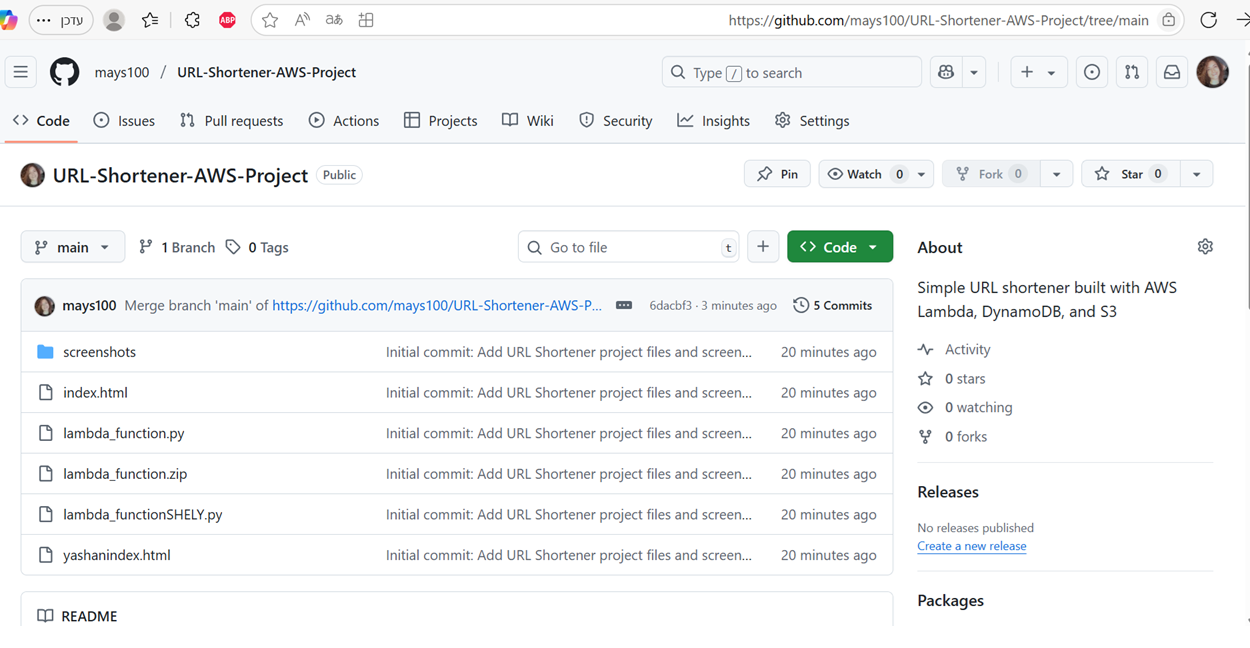 ... עדכן
ABP
A
aあ
https://github.com/mays100/URL-Shortener-AWS-Project/tree/main
mays100 / URL-Shortener-AWS-Project
Type / to search
Code Issues Pull requests Actions Projects Wiki Security Insights Settings
URL-Shortener-AWS-Project Public
Pin Watch 0 Fork 0 Star 0
main 1 Branch 0 Tags Go to file t + Code
About
Simple URL shortener built with AWS
Lambda, DynamoDB, and S3
mays100 Merge branch 'main' of https://github.com/mays100/URL-Shortener-AWS-P... 6dacbf3 · 3 minutes ago 5 Commits
screenshots Initial commit: Add URL Shortener project files and screen... 20 minutes ago
index.html Initial commit: Add URL Shortener project files and screen... 20 minutes ago
lambda_function.py Initial commit: Add URL Shortener project files and screen... 20 minutes ago
lambda_function.zip Initial commit: Add URL Shortener project files and screen... 20 minutes ago
lambda_functionSHELY.py Initial commit: Add URL Shortener project files and screen... 20 minutes ago
yashanindex.html Initial commit: Add URL Shortener project files and screen... 20 minutes ago
README
Activity
0 stars
0 watching
0 forks
Releases
No releases published
Create a new release
Packages